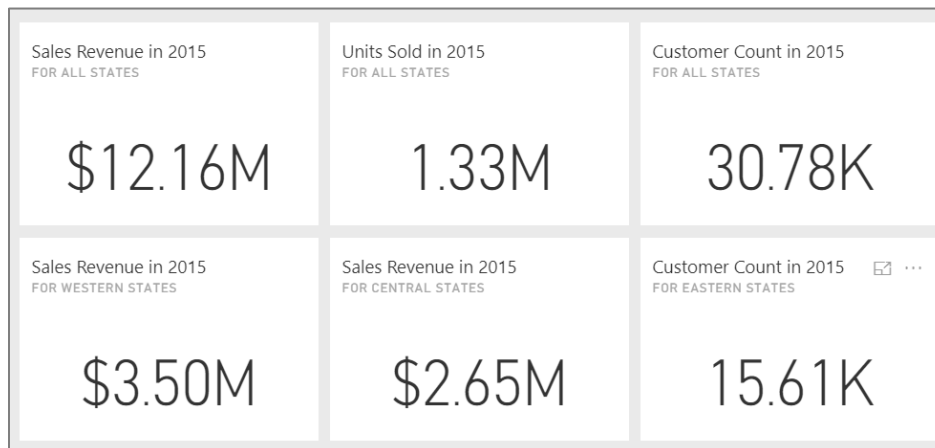 Sales Revenue in 2015
FOR ALL STATES
$12.16M
Units Sold in 2015
FOR ALL STATES
1.33M
Customer Count in 2015
FOR ALL STATES
30.78K
Sales Revenue in 2015
FOR WESTERN STATES
$3.50M
Sales Revenue in 2015
FOR CENTRAL STATES
$2.65M
Customer Count in 2015
FOR EASTERN STATES
15.61K